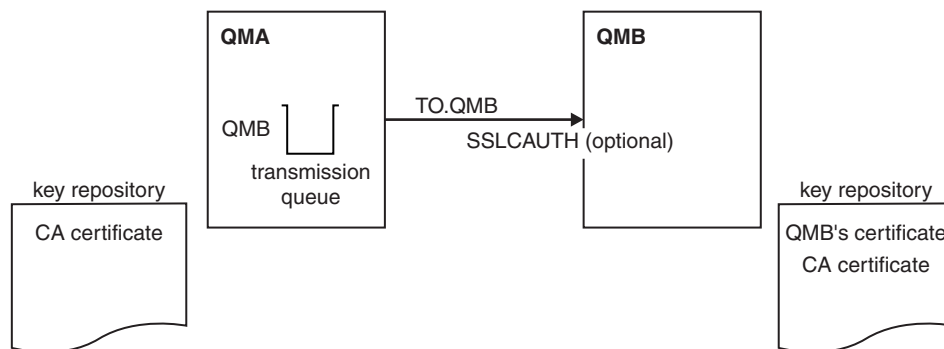 QMA
QMB
TO.QMB
QMB
SSLCAUTH (optional)
transmission
queue
key repository
CA certificate
key repository
QMB's certificate
CA certificate